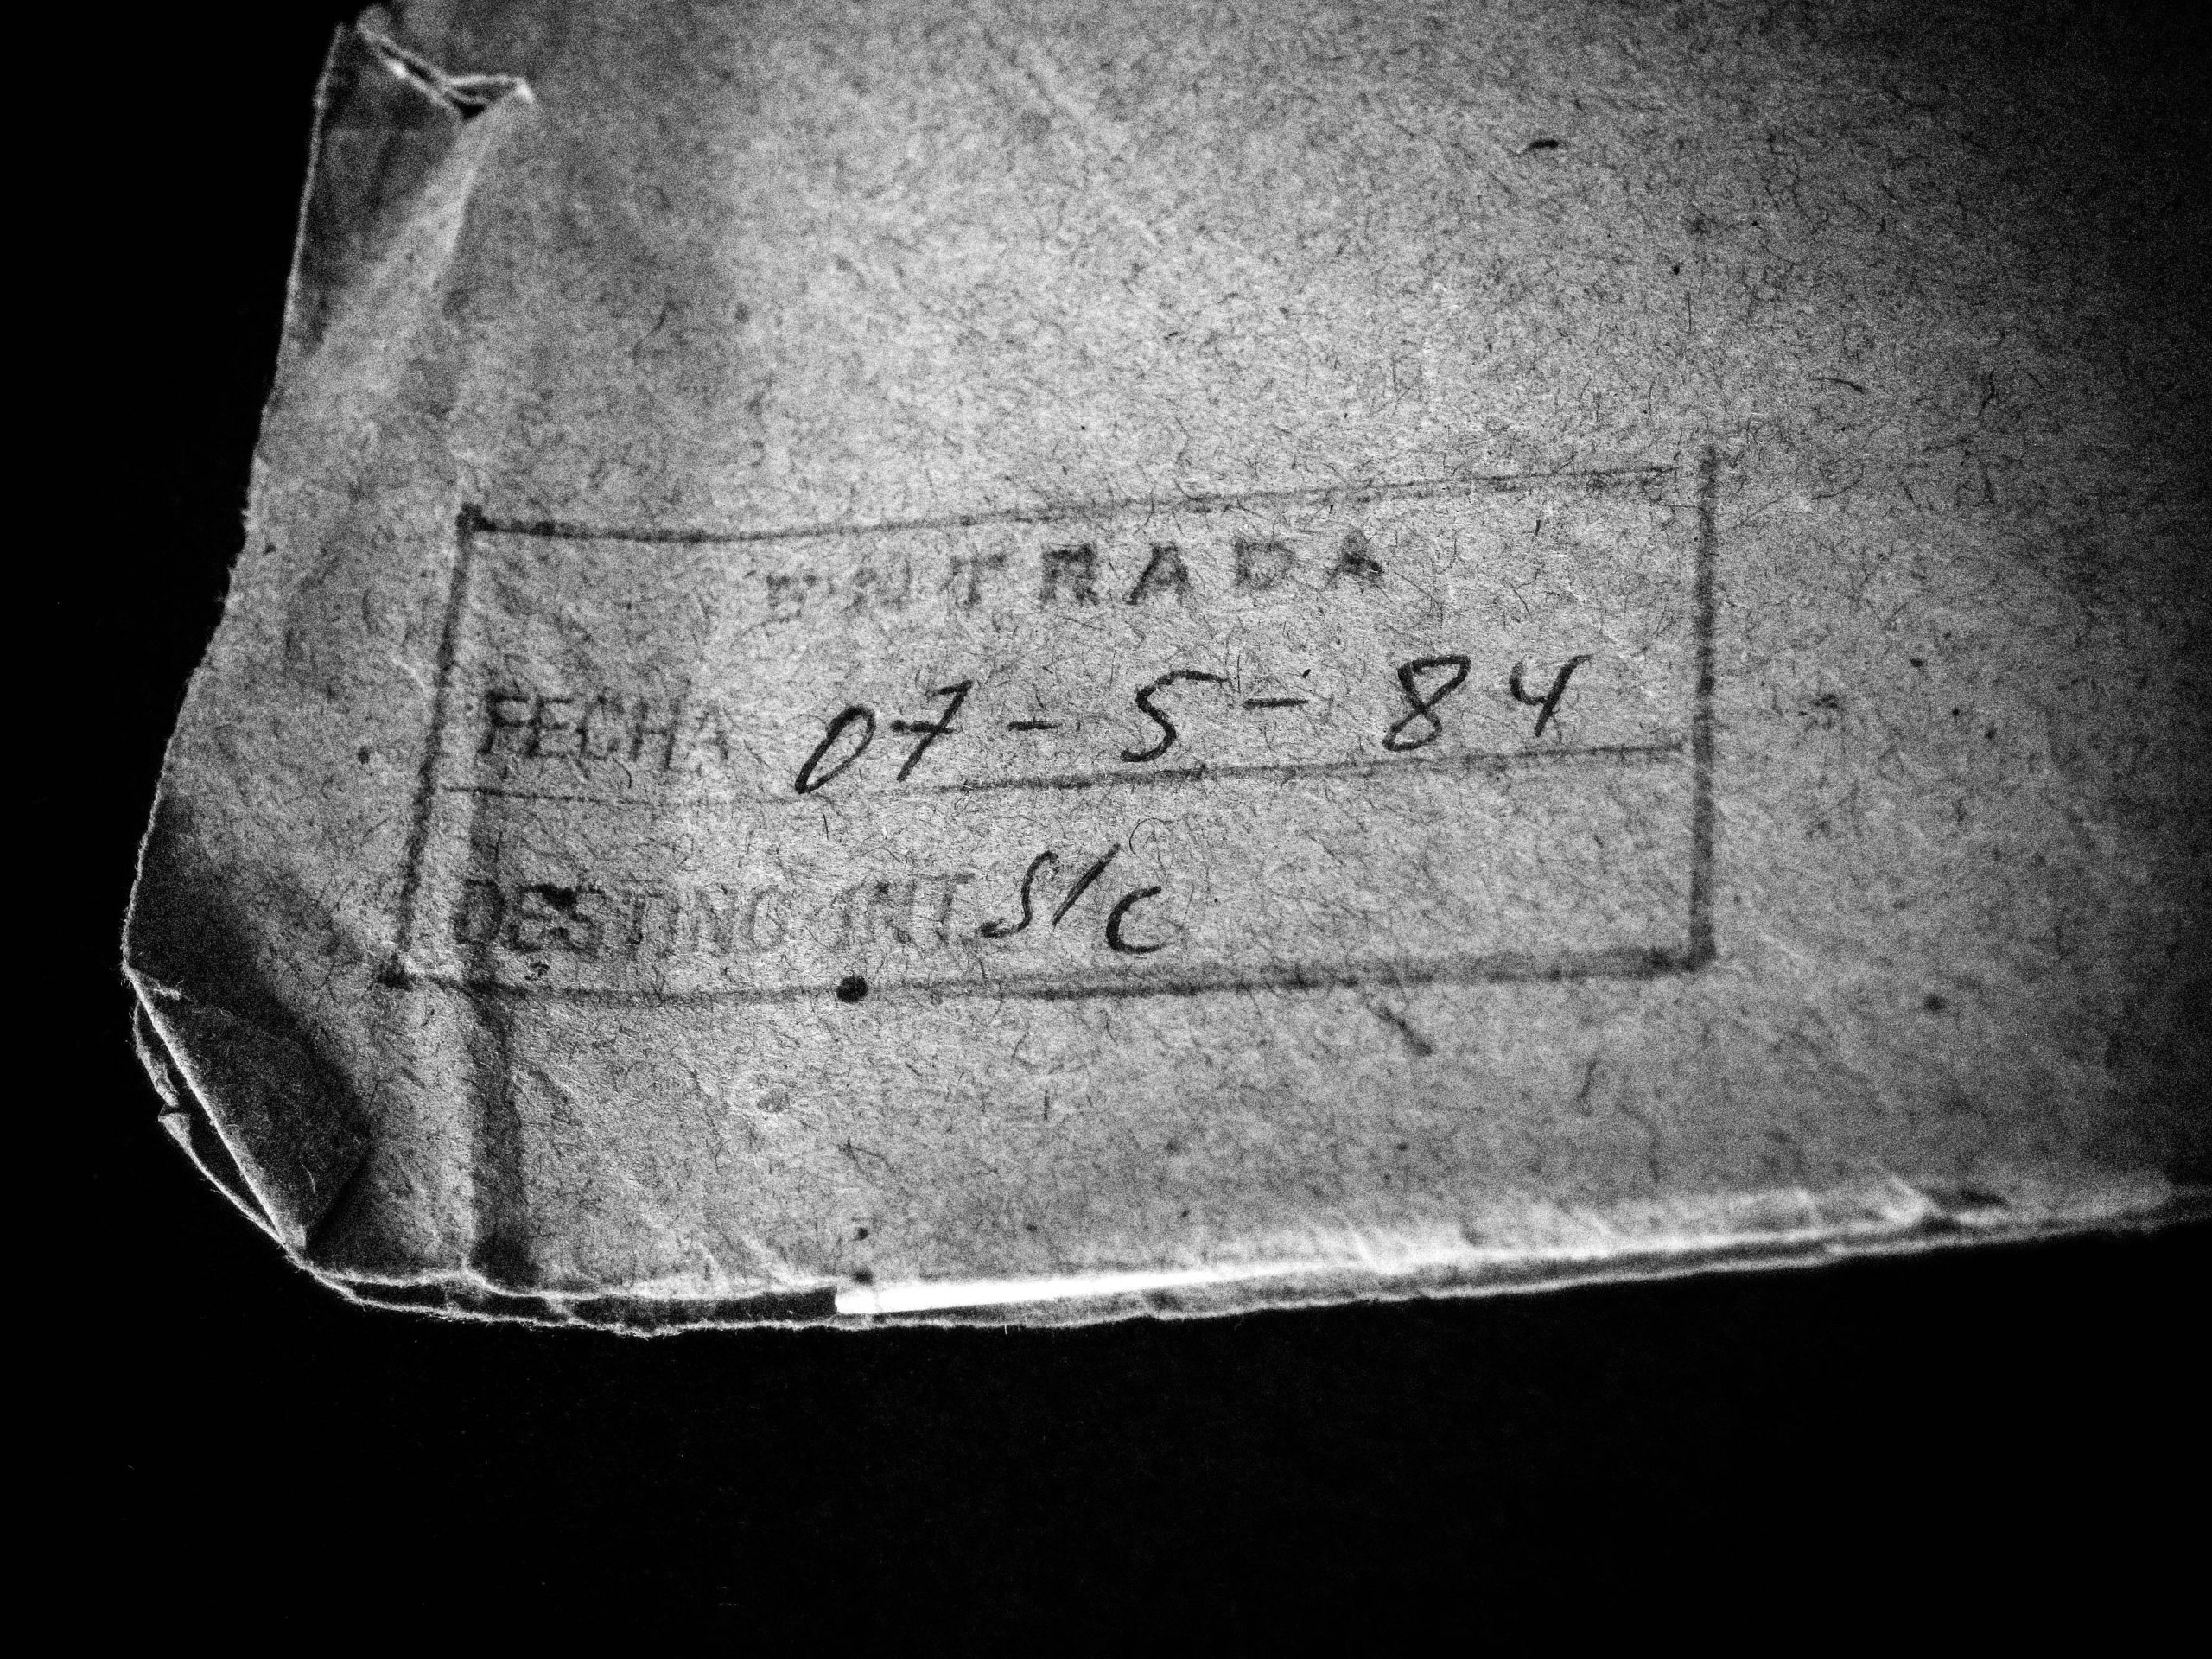 ENTRADA
FECHA 07-5-84
DESTINO INT. S/C